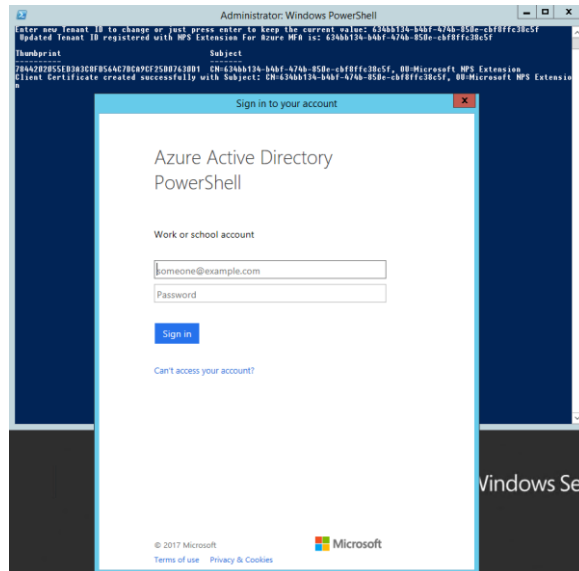 Administrator: Windows PowerShell
Enter new Tenant ID to change or just press enter to keep the current value: 634bb134-b4bf-474b-850e-cbf8ffc38c5f
Updated Tenant ID registered with NPS Extension For Azure MFA is: 634bb134-b4bf-474b-850e-cbf8ffc38c5f
Thumbprint Subject
CN=634bb134-b4bf-474b-850e-cbf8ffc38c5f, OU=Microsoft NPS Extension
Client Certificate created successfully with Subject: CN=634bb134-b4bf-474b-850e-cbf8ffc38c5f, OU=Microsoft NPS Extensio
n
Sign in to your account
Azure Active Directory
PowerShell
Work or school account
someone@example.com
Password
Sign in
Can't access your account?
Windows Se
© 2017 Microsoft
Microsoft
Terms of use Privacy & Cookies